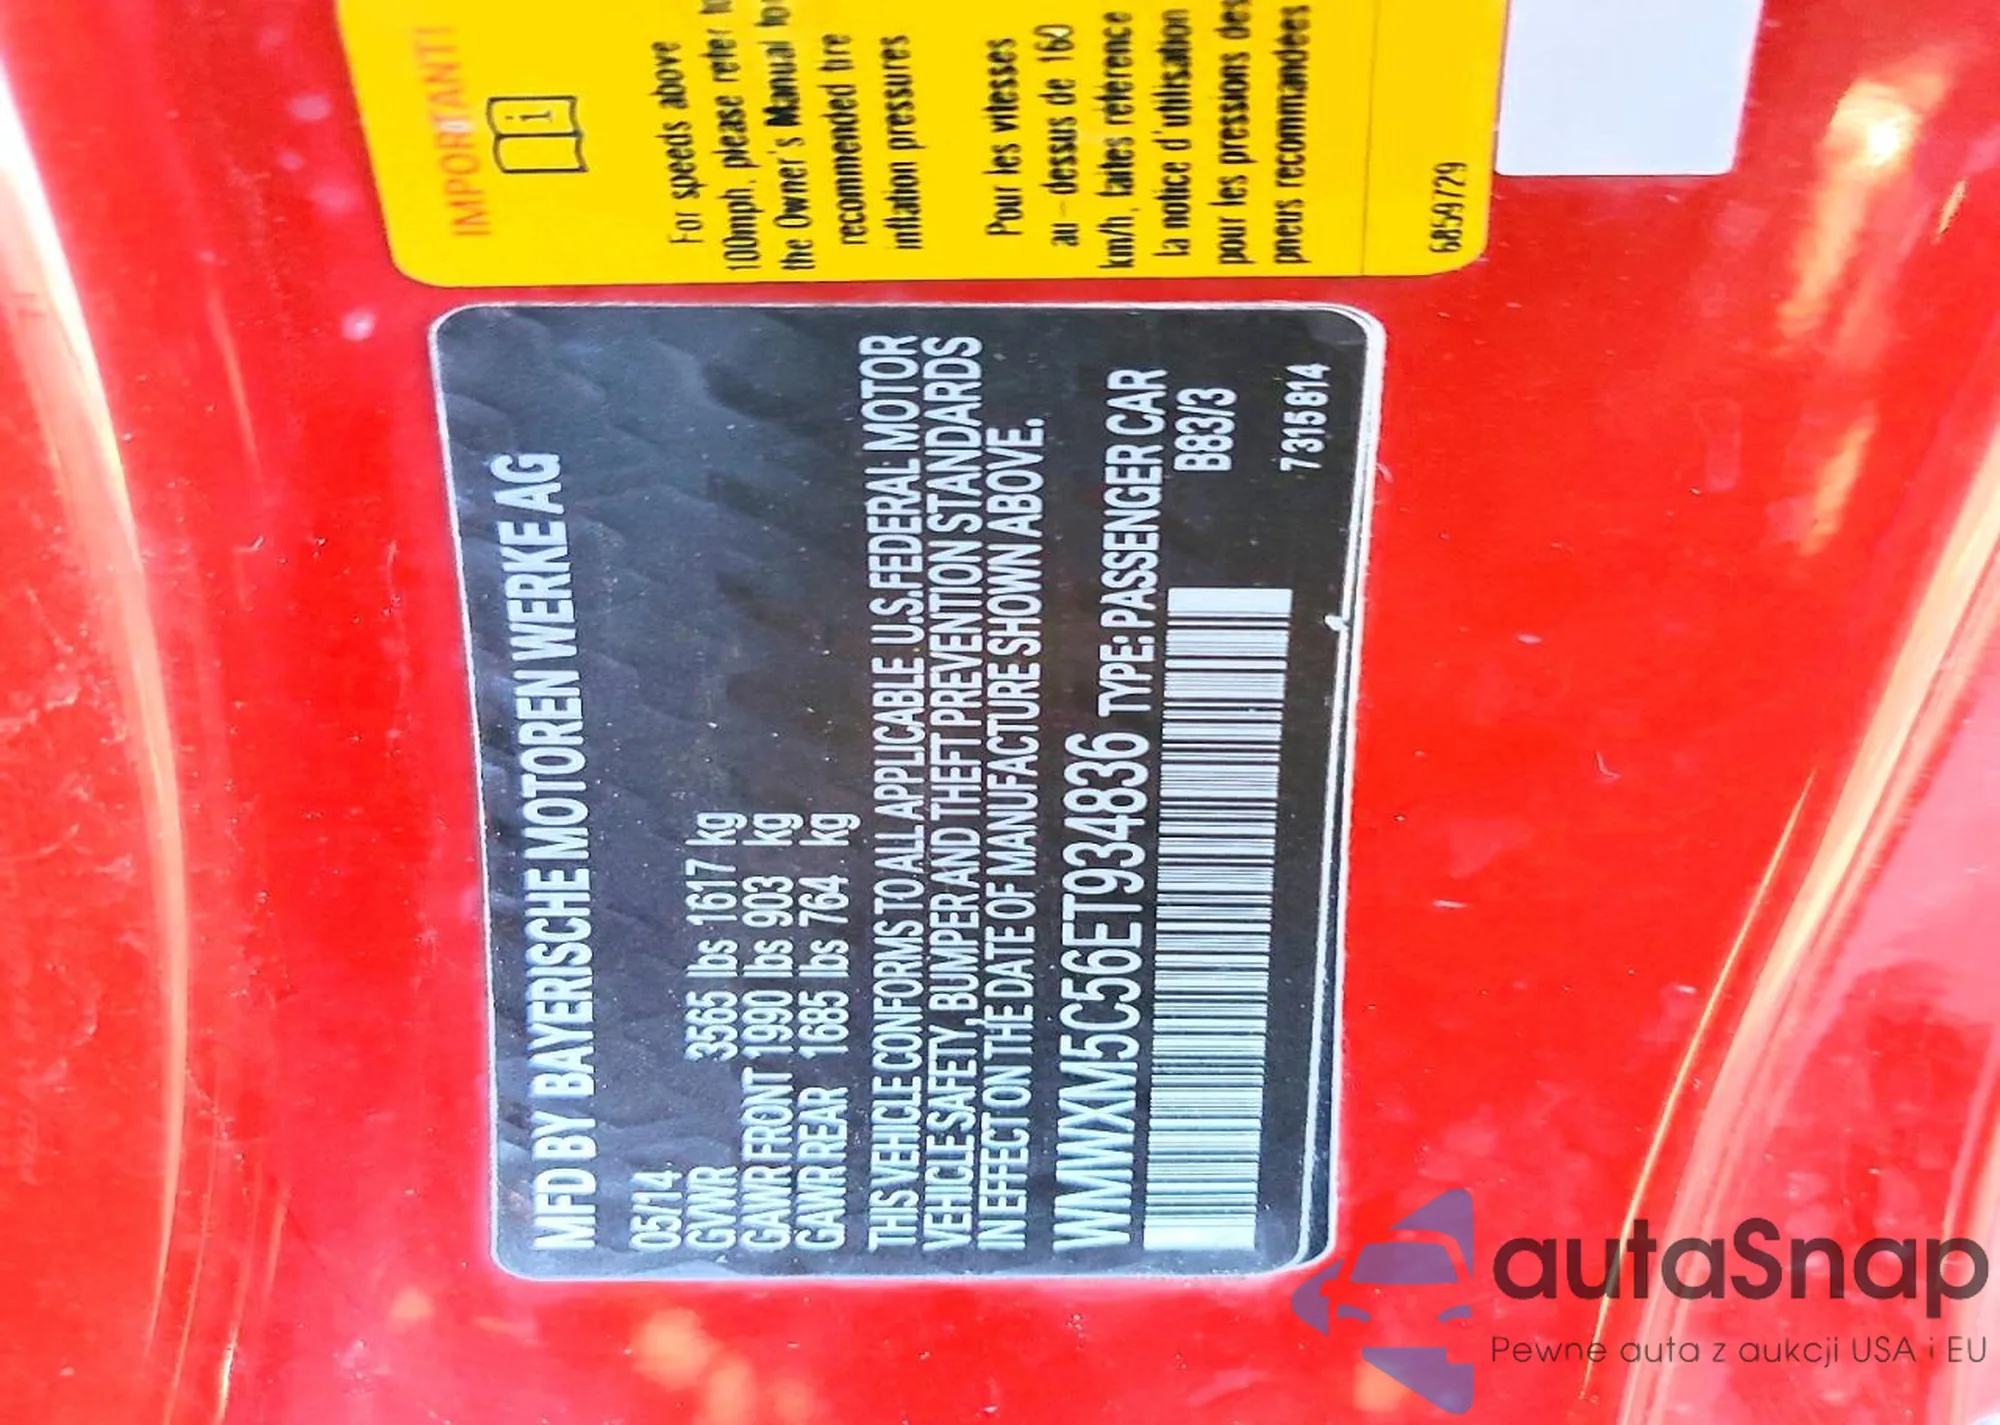 MFD BY BAYERISCHE MOTOREN WERKE AG
05/14
GVWR 3565 lbs 1617 kg
GAWR FRONT 1990 lbs 903 kg
GAWR REAR 1685 lbs 764 kg
THIS VEHICLE CONFORMS TO ALL APPLICABLE U.S.FEDERAL MOTOR
VEHICLE SAFETY, BUMPER AND THEFT PREVENTION STANDARDS
IN EFFECT ON THE DATE OF MANUFACTURE SHOWN ABOVE.
WMWXM5C56ET934836 TYPE: PASSENGER CAR
B83/3
7315814
IMPORTANT!
i
For speeds above
100mph, please refer
the Owner's Manual
recommended tire
inflation pressures
Pour les vitesses
au-dessus de 160
km/h, faites référence
la notice d'utilisation
pour les pressions des
pneus recommandées
6859729
autaSnap
Pewne auta z aukcji USA i EU